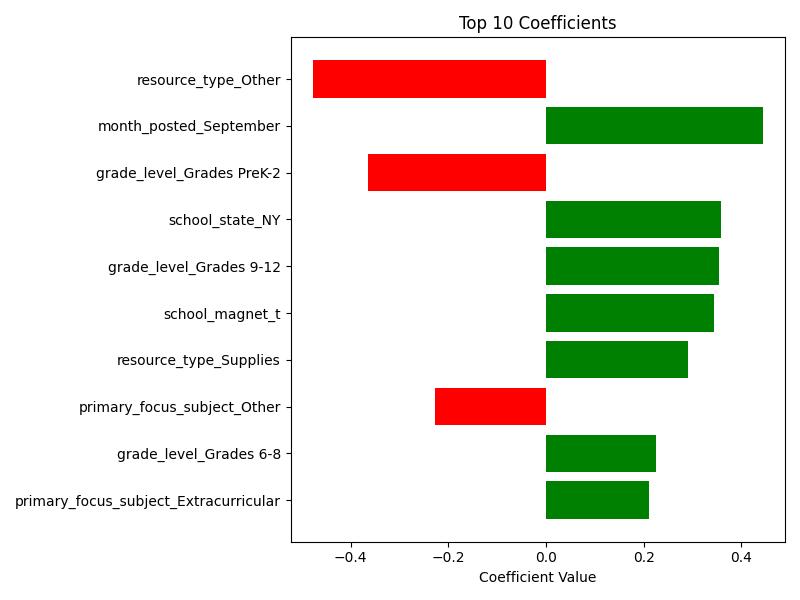 Top 10 Coefficients
resource_type_Other
month_posted_September
grade_level_Grades PreK-2
school_state_NY
grade_level_Grades 9-12
school_magnet_t
resource_type_Supplies
primary_focus_subject_Other
grade_level_Grades 6-8
primary_focus_subject_Extracurricular
−0.4 −0.2 0.0 0.2 0.4
Coefficient Value